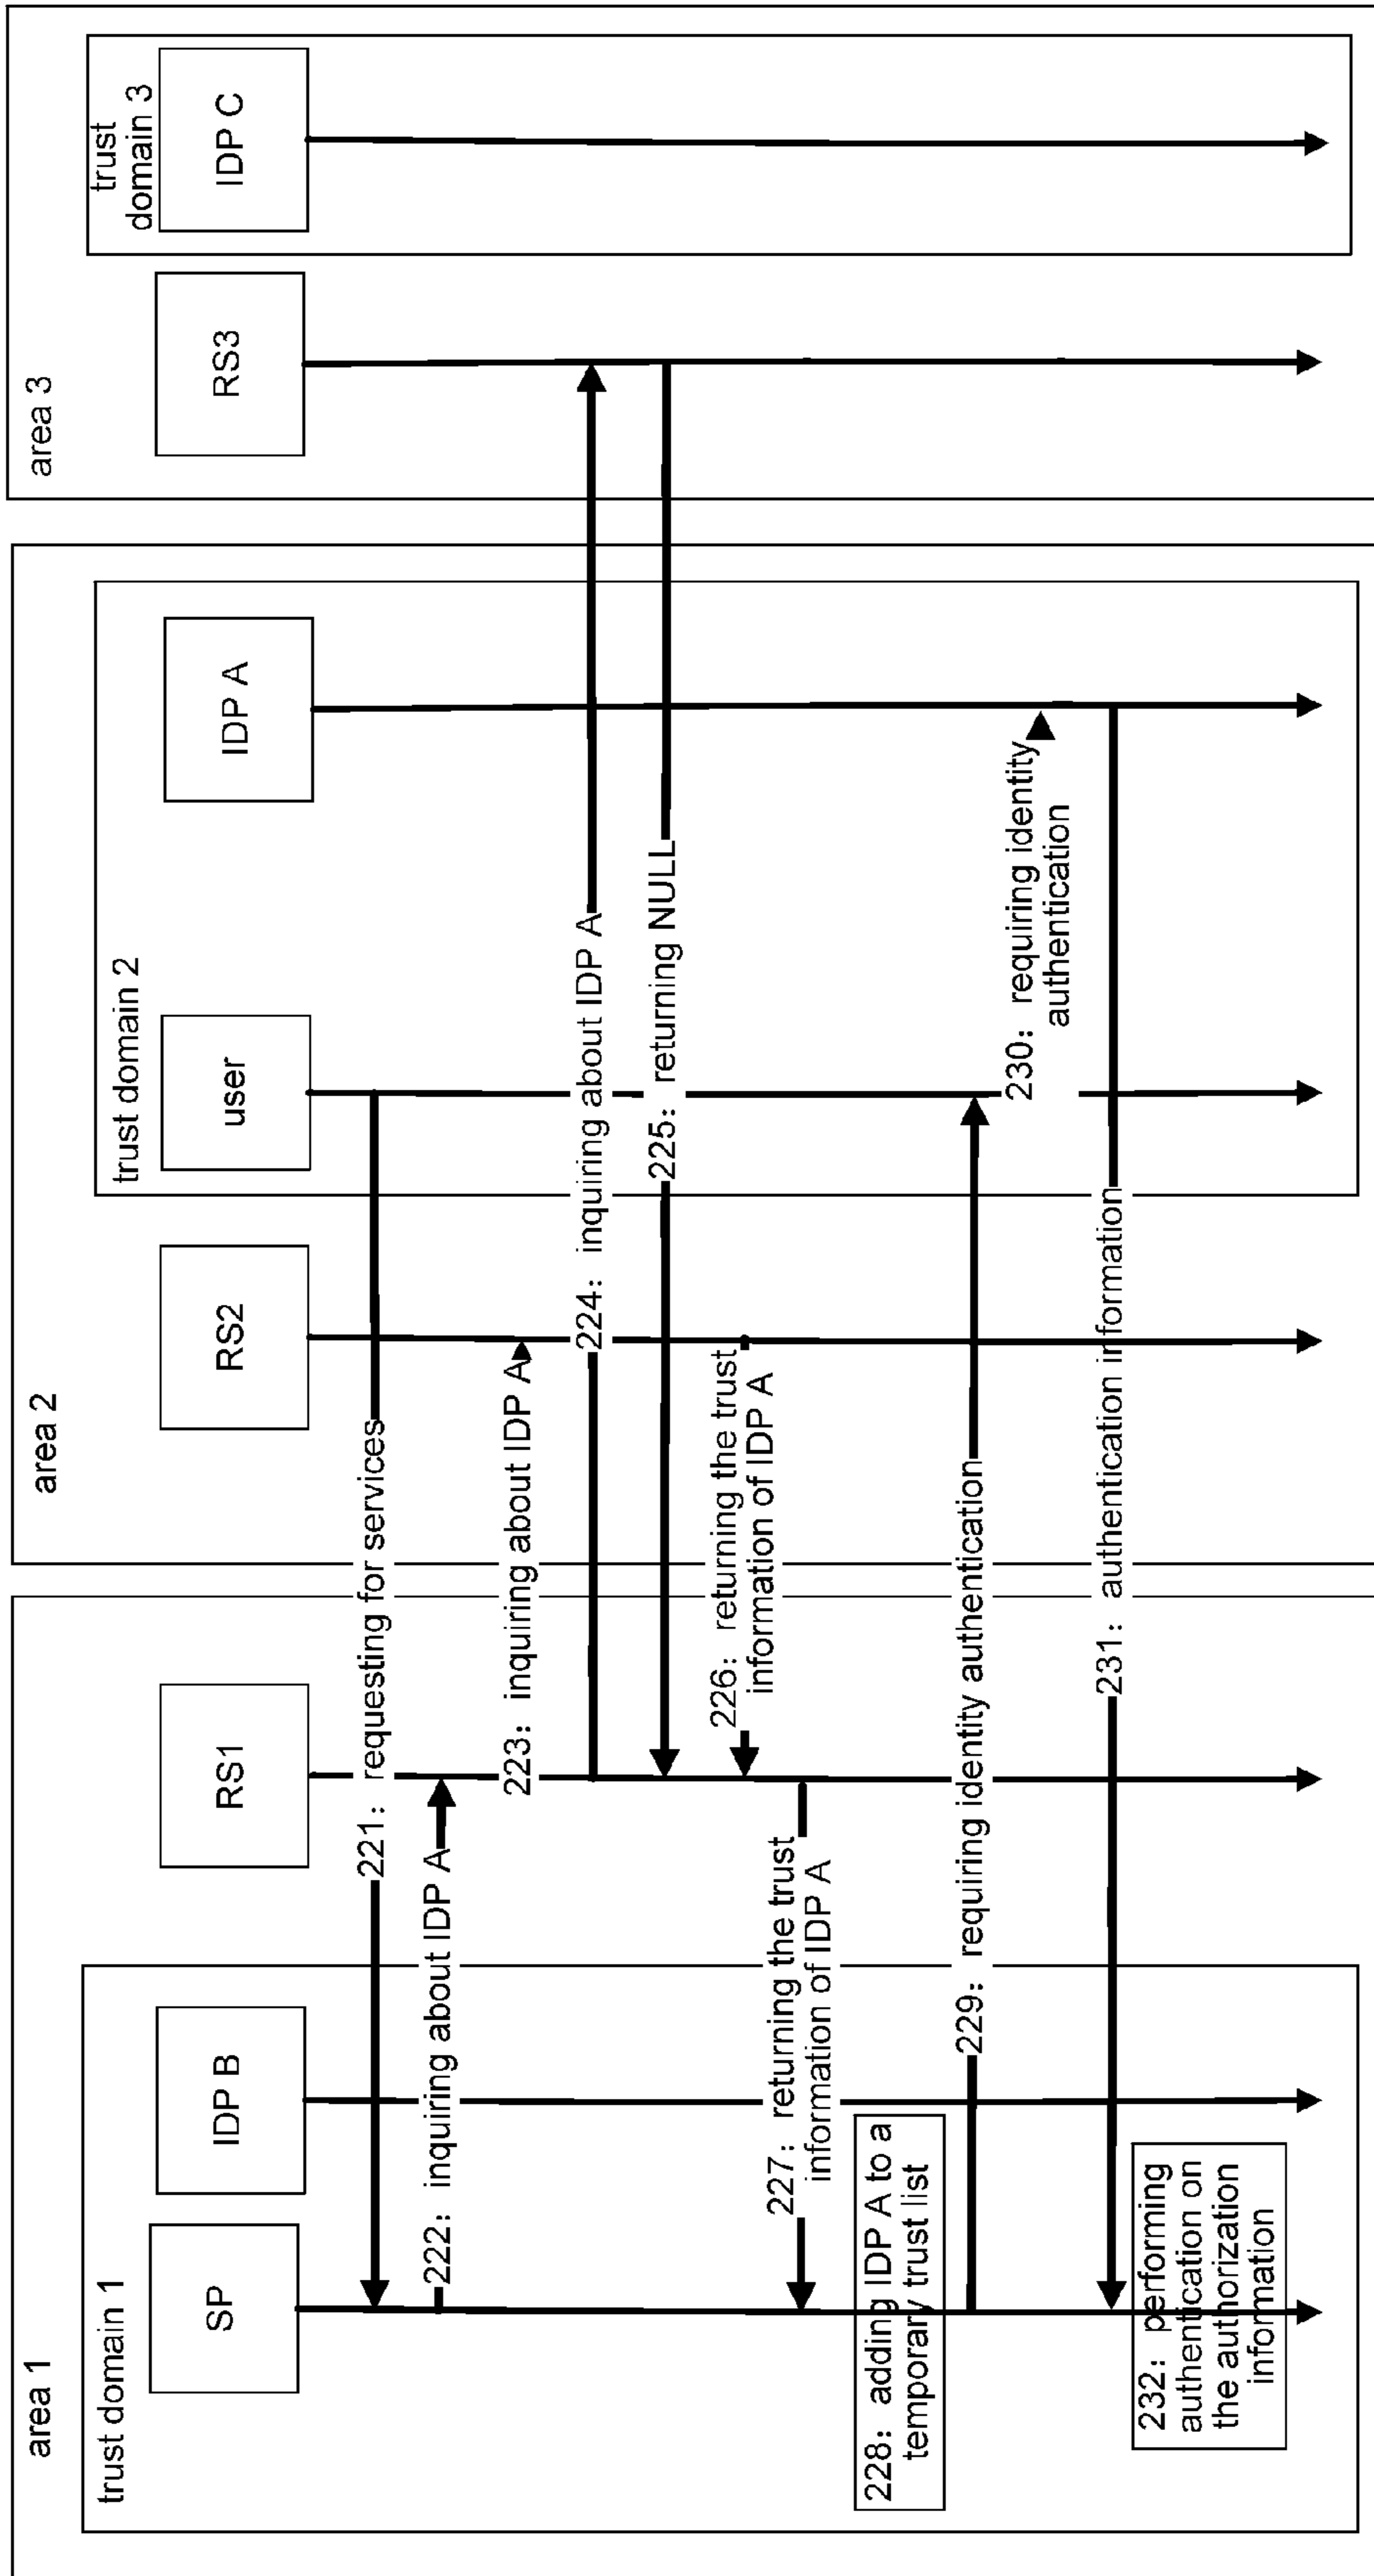 area 1
area 2
area 3
trust domain 1
trust domain 2
trust
domain 3
SP
IDP B
RS1
RS2
user
IDP A
RS3
IDP C
221: requesting for services
222: inquiring about IDP A
223: inquiring about IDP A
224: inquiring about IDP A
225: returning NULL
226: returning the trust
information of IDP A
227: returning the trust
information of IDP A
228: adding IDP A to a
temporary trust list
229: requiring identity authentication
230: requiring identity
authentication
231: authentication information
232: performing
authentication on
the authorization
information